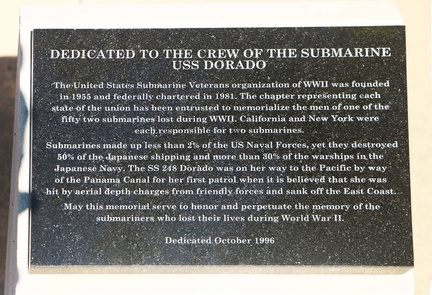 DEDICATED TO THE CREW OF THE SUBMARINE
USS DORADO
The United States Submarine Veterans organization of WWII was founded
in 1955 and federally chartered in 1981. The chapter representing each
state of the union has been entrusted to memorialize the men of one of the
fifty two submarines lost during WWII. California and New York were
each responsible for two submarines.
Submarines made up less than 2% of the US Naval Forces, yet they destroyed
50% of the Japanese shipping and more than 30% of the warships in the
Japanese Navy. The SS 248 Dorado was on her way to the Pacific by way
of the Panama Canal for her first patrol when it is believed that she was
hit by aerial depth charges from friendly forces and sank off the East Coast.
May this memorial serve to honor and perpetuate the memory of the
submariners who lost their lives during World War II.
Dedicated October 1996